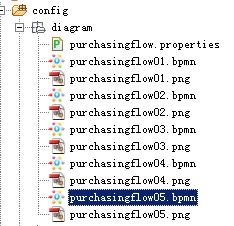 config
diagram
purchasingflow.properties
purchasingflow01.bpmn
purchasingflow01.png
purchasingflow02.bpmn
purchasingflow02.png
purchasingflow03.bpmn
purchasingflow03.png
purchasingflow04.bpmn
purchasingflow04.png
purchasingflow05.bpmn
purchasingflow05.png